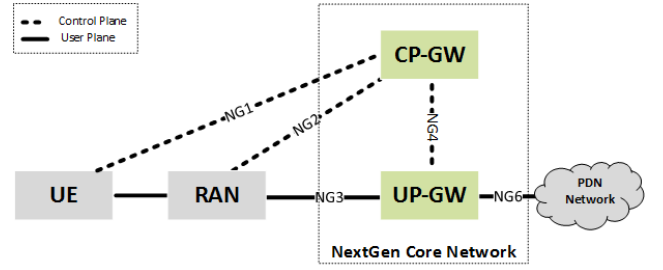 Control Plane
User Plane
CP-GW
NG1
NG2
NG4
UE
RAN
NG3
UP-GW
NG6
PDN
Network
NextGen Core Network